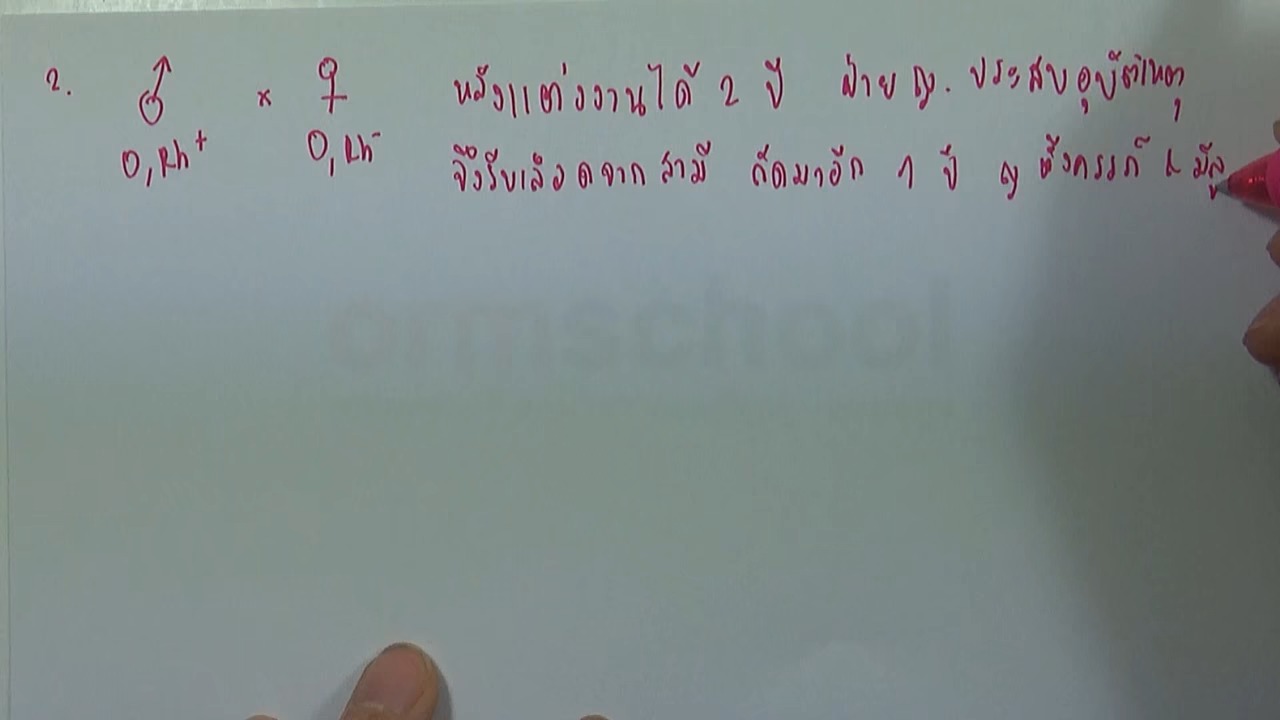 2. ♂ × ♀ หลังแต่งงานได้ 2 ปี ฝ่าย ญ. ประสบอุบัติเหตุ
O, Rh⁺ O, Rh⁻ จึงรับเลือดจากสามี ถัดมาอีก 1 ปี ญ ตั้งครรภ์ & มีลู
ormschool